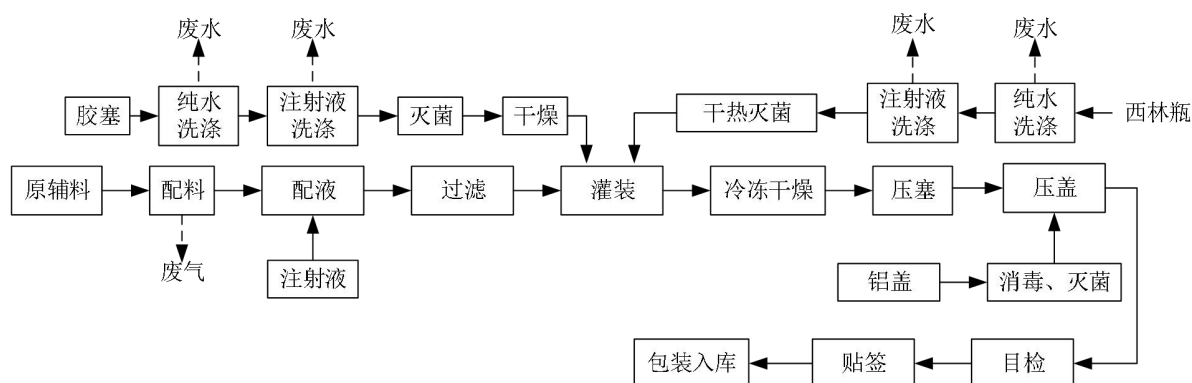 废水
废水
废水
废水
胶塞
纯水
洗涤
注射液
洗涤
灭菌
干燥
干热灭菌
注射液
洗涤
纯水
洗涤
西林瓶
原辅料
配料
配液
过滤
灌装
冷冻干燥
压塞
压盖
废气
注射液
铝盖
消毒、灭菌
包装入库
贴签
目检